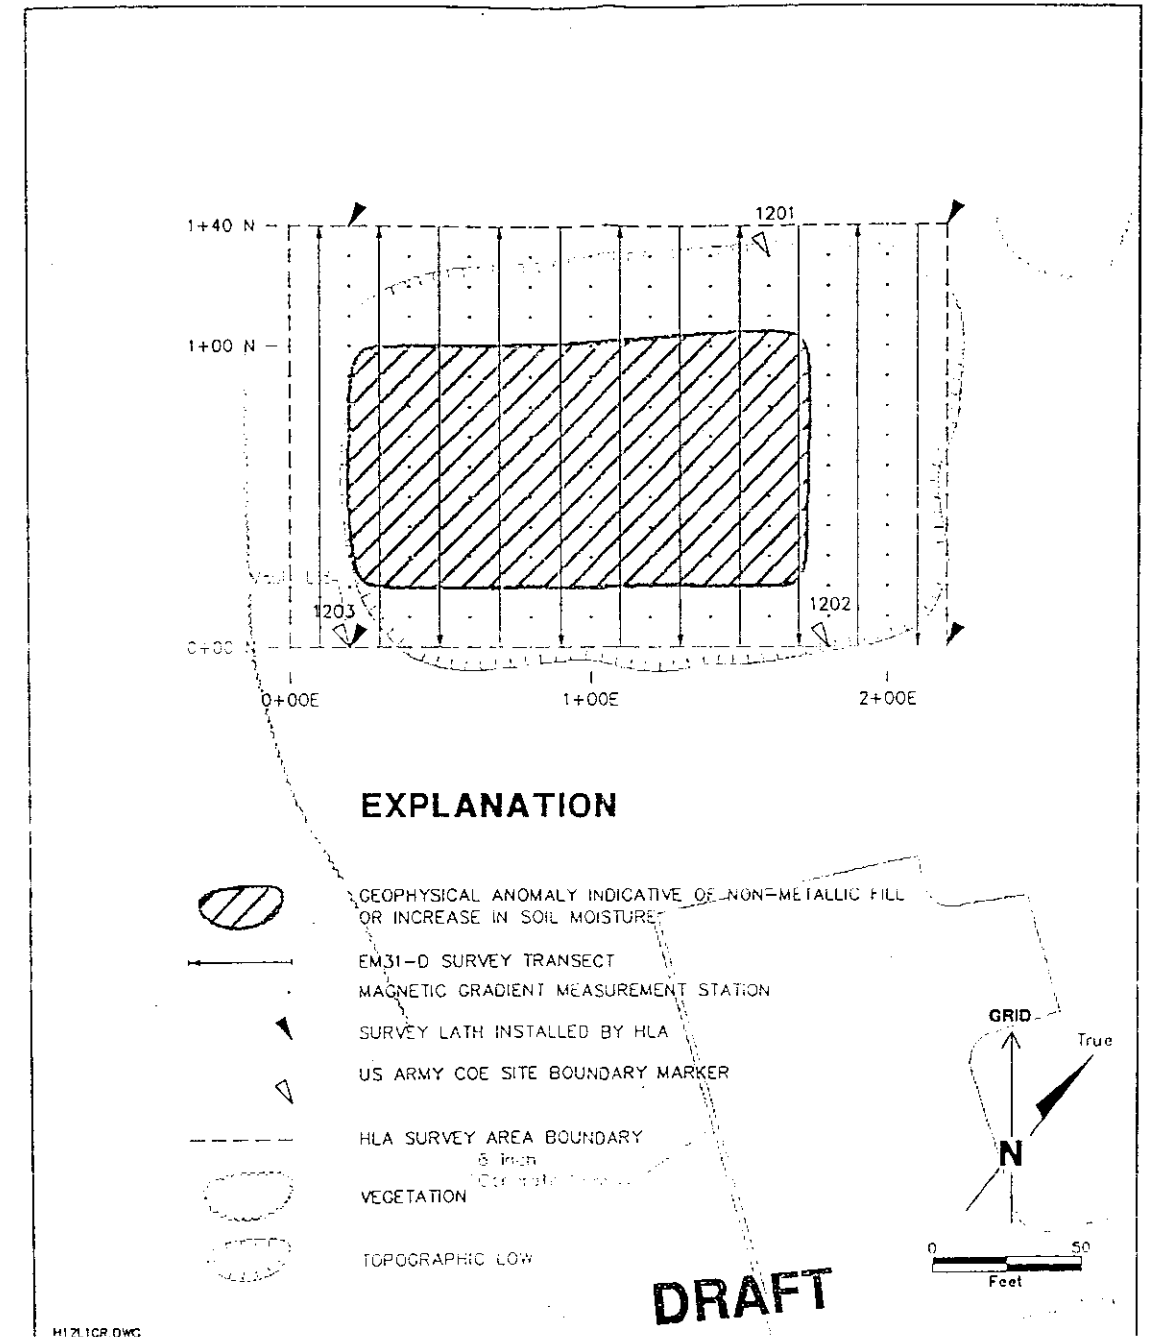 1201
1+40 N
1+00 N
1203
1202
0+00
0+00E
1+00E
2+00E
EXPLANATION
GEOPHYSICAL ANOMALY INDICATIVE OF NON-METALLIC FILL
OR INCREASE IN SOIL MOISTURE
EM31-D SURVEY TRANSECT
MAGNETIC GRADIENT MEASUREMENT STATION
SURVEY LATH INSTALLED BY HLA
US ARMY COE SITE BOUNDARY MARKER
HLA SURVEY AREA BOUNDARY
6 inch
VEGETATION
TOPOGRAPHIC LOW
GRID
True
N
0 50
Feet
DRAFT
H12L1CR.DWG